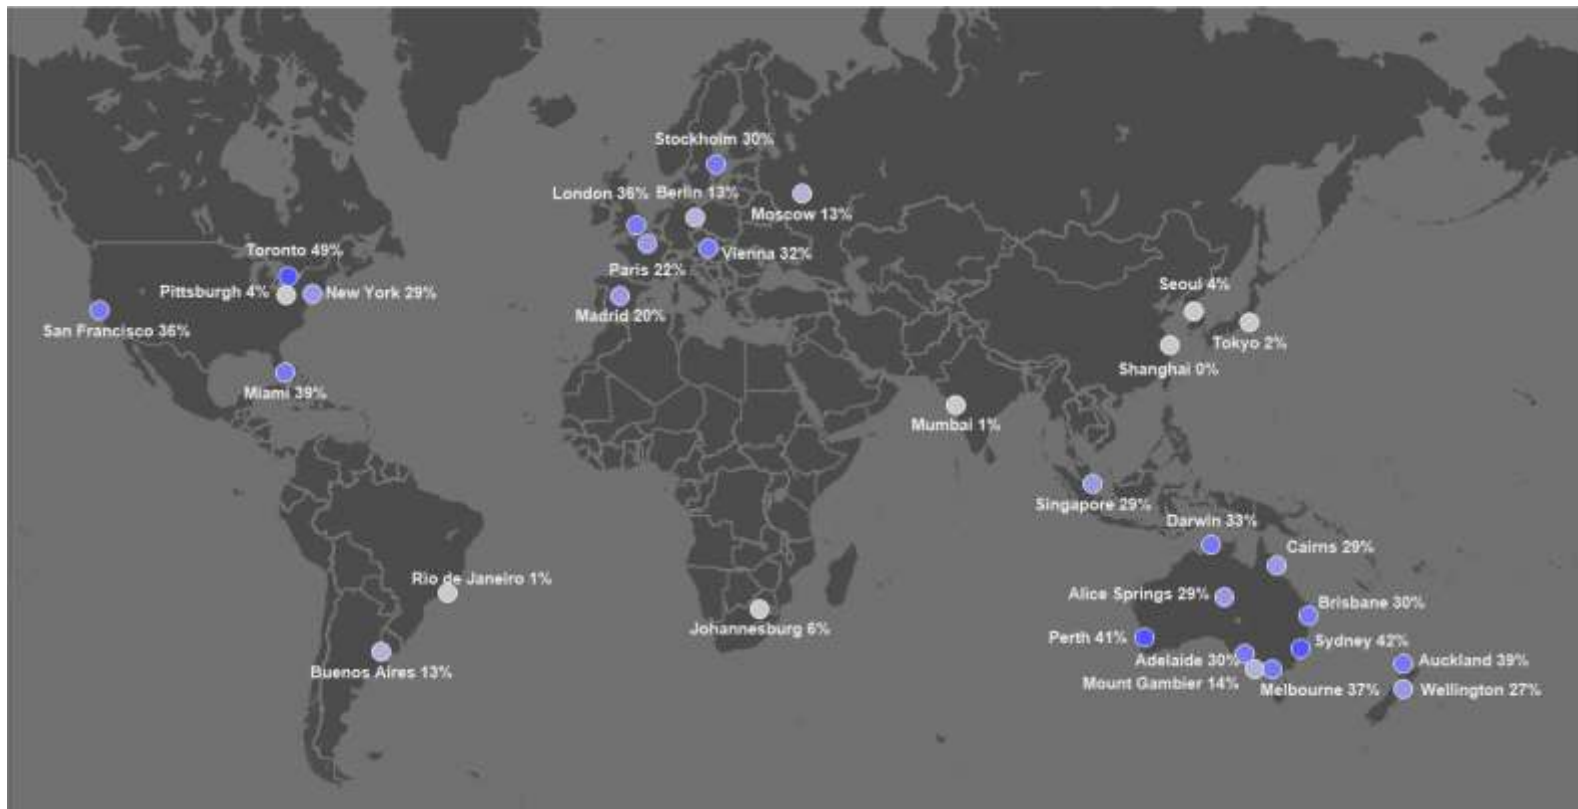 Stockholm 30%
London 36%
Berlin 13%
Moscow 13%
Toronto 49%
Vienna 32%
Paris 22%
Pittsburgh 4%
New York 29%
Seoul 4%
Madrid 20%
San Francisco 36%
Tokyo 2%
Shanghai 0%
Miami 39%
Mumbai 1%
Singapore 29%
Darwin 33%
Cairns 29%
Rio de Janeiro 1%
Alice Springs 29%
Brisbane 30%
Johannesburg 6%
Perth 41%
Sydney 42%
Adelaide 30%
Auckland 39%
Buenos Aires 13%
Mount Gambier 14%
Melbourne 37%
Wellington 27%